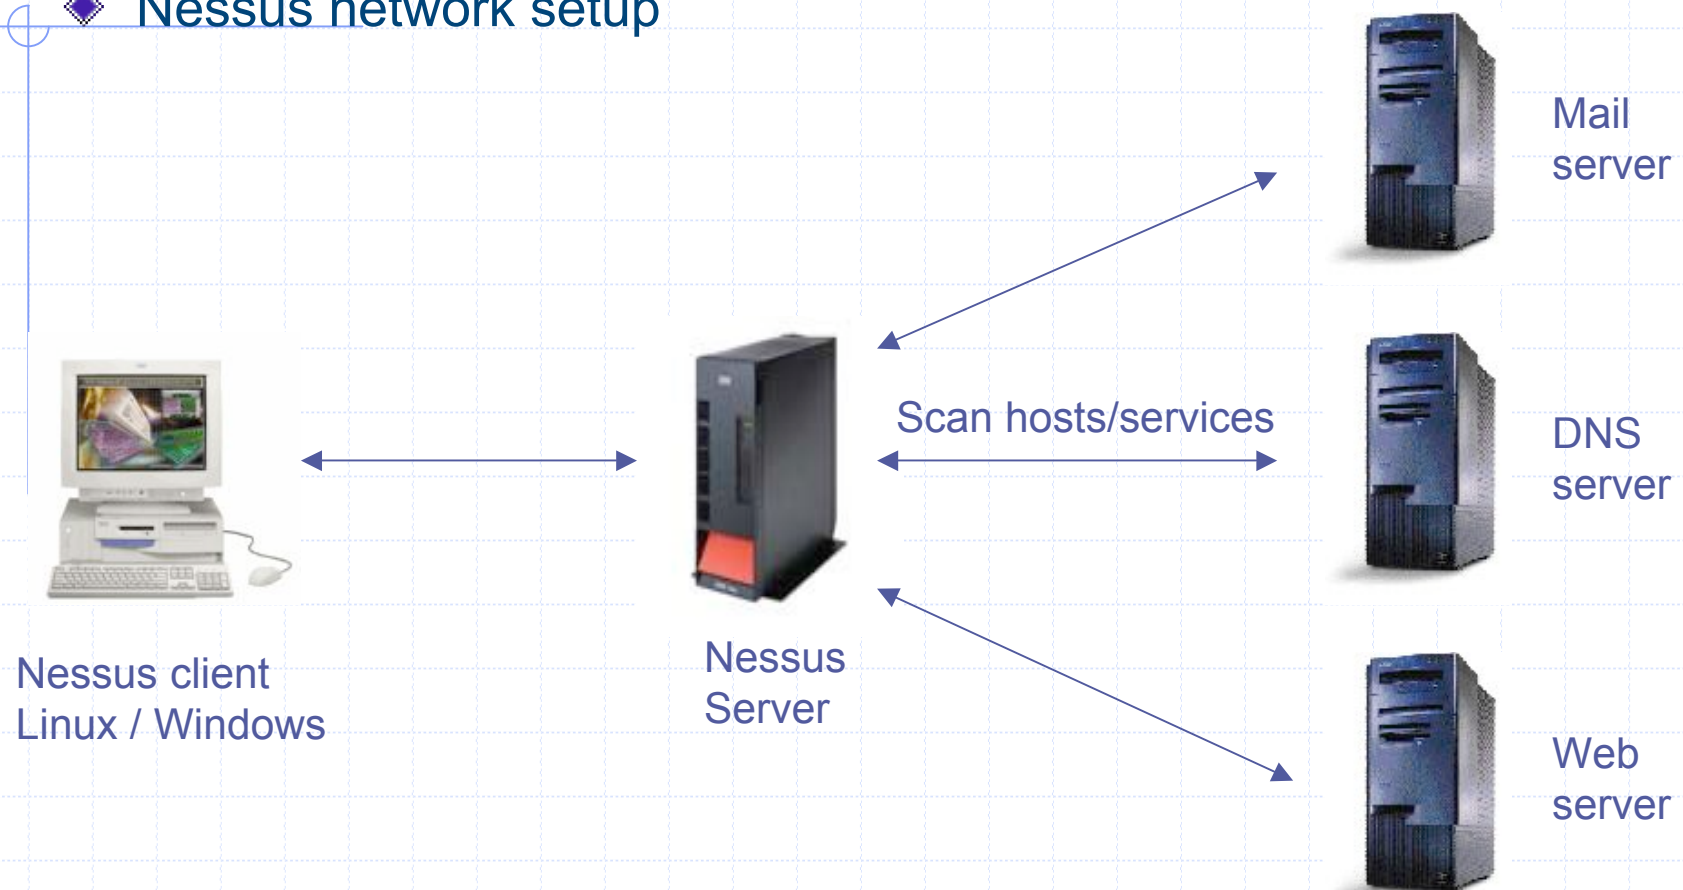 Nessus network setup
Mail
server
Scan hosts/services
DNS
server
Nessus client
Linux / Windows
Nessus
Server
Web
server